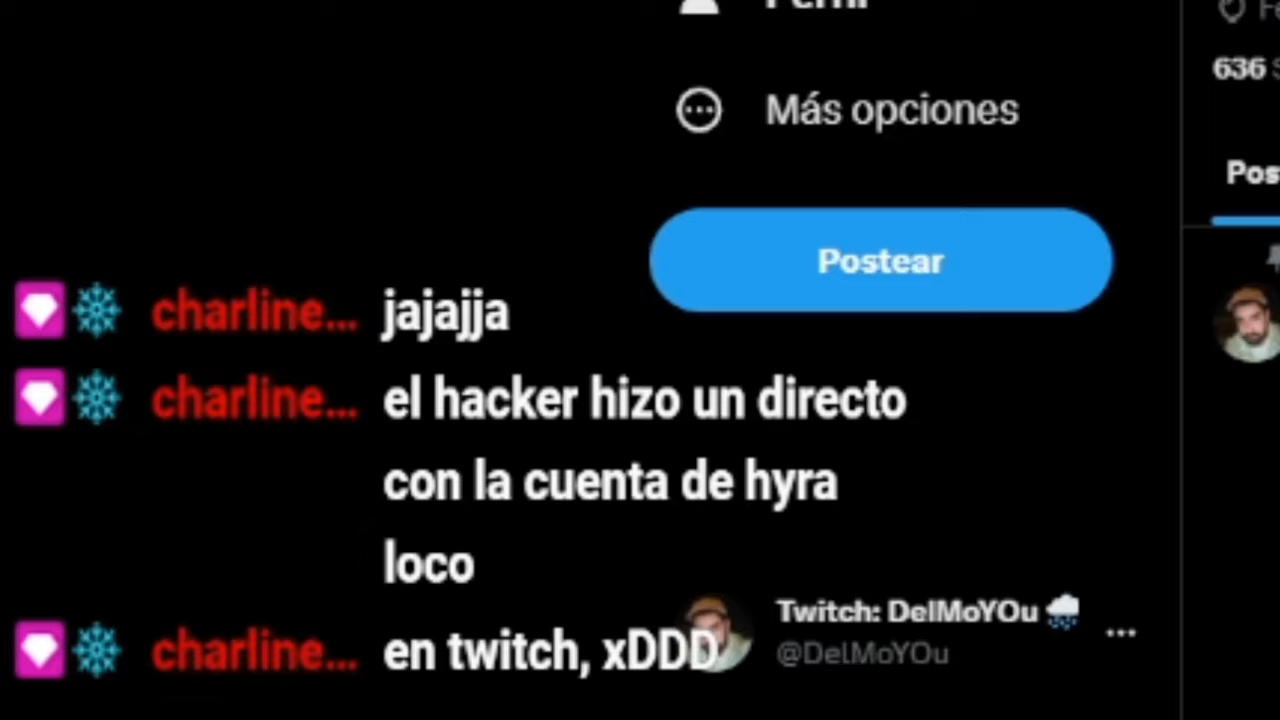 Perfil
636
Más opciones
Pos
Postear
charline... jajajja
charline... el hacker hizo un directo
con la cuenta de hyra
loco
Twitch: DelMoYOu
charline... en twitch, xDDD
@DelMoYOu